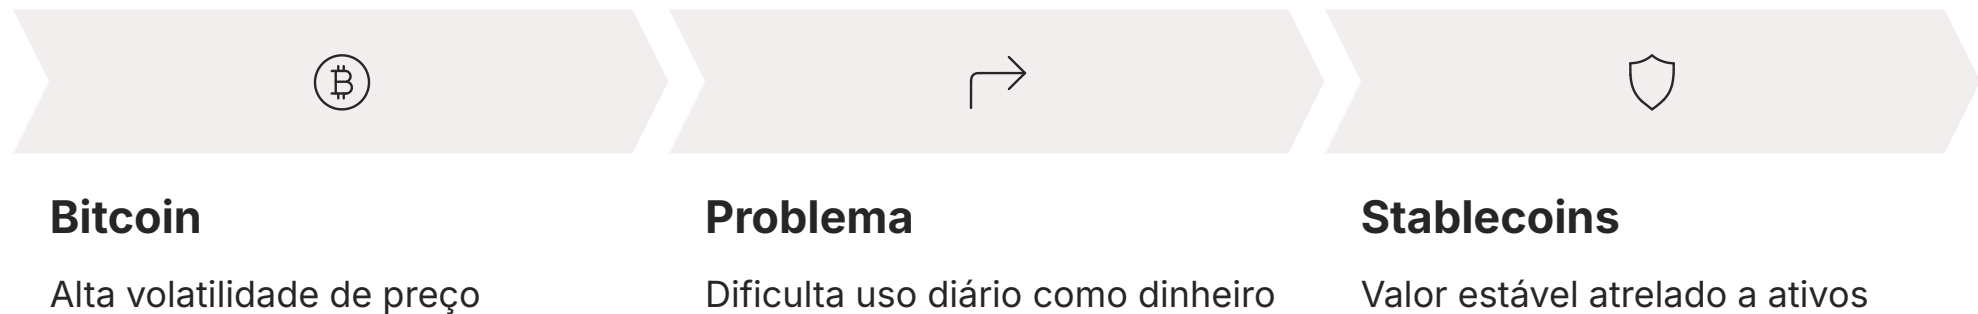 Bitcoin
Alta volatilidade de preço
Problema
Dificulta uso diário como dinheiro
Stablecoins
Valor estável atrelado a ativos